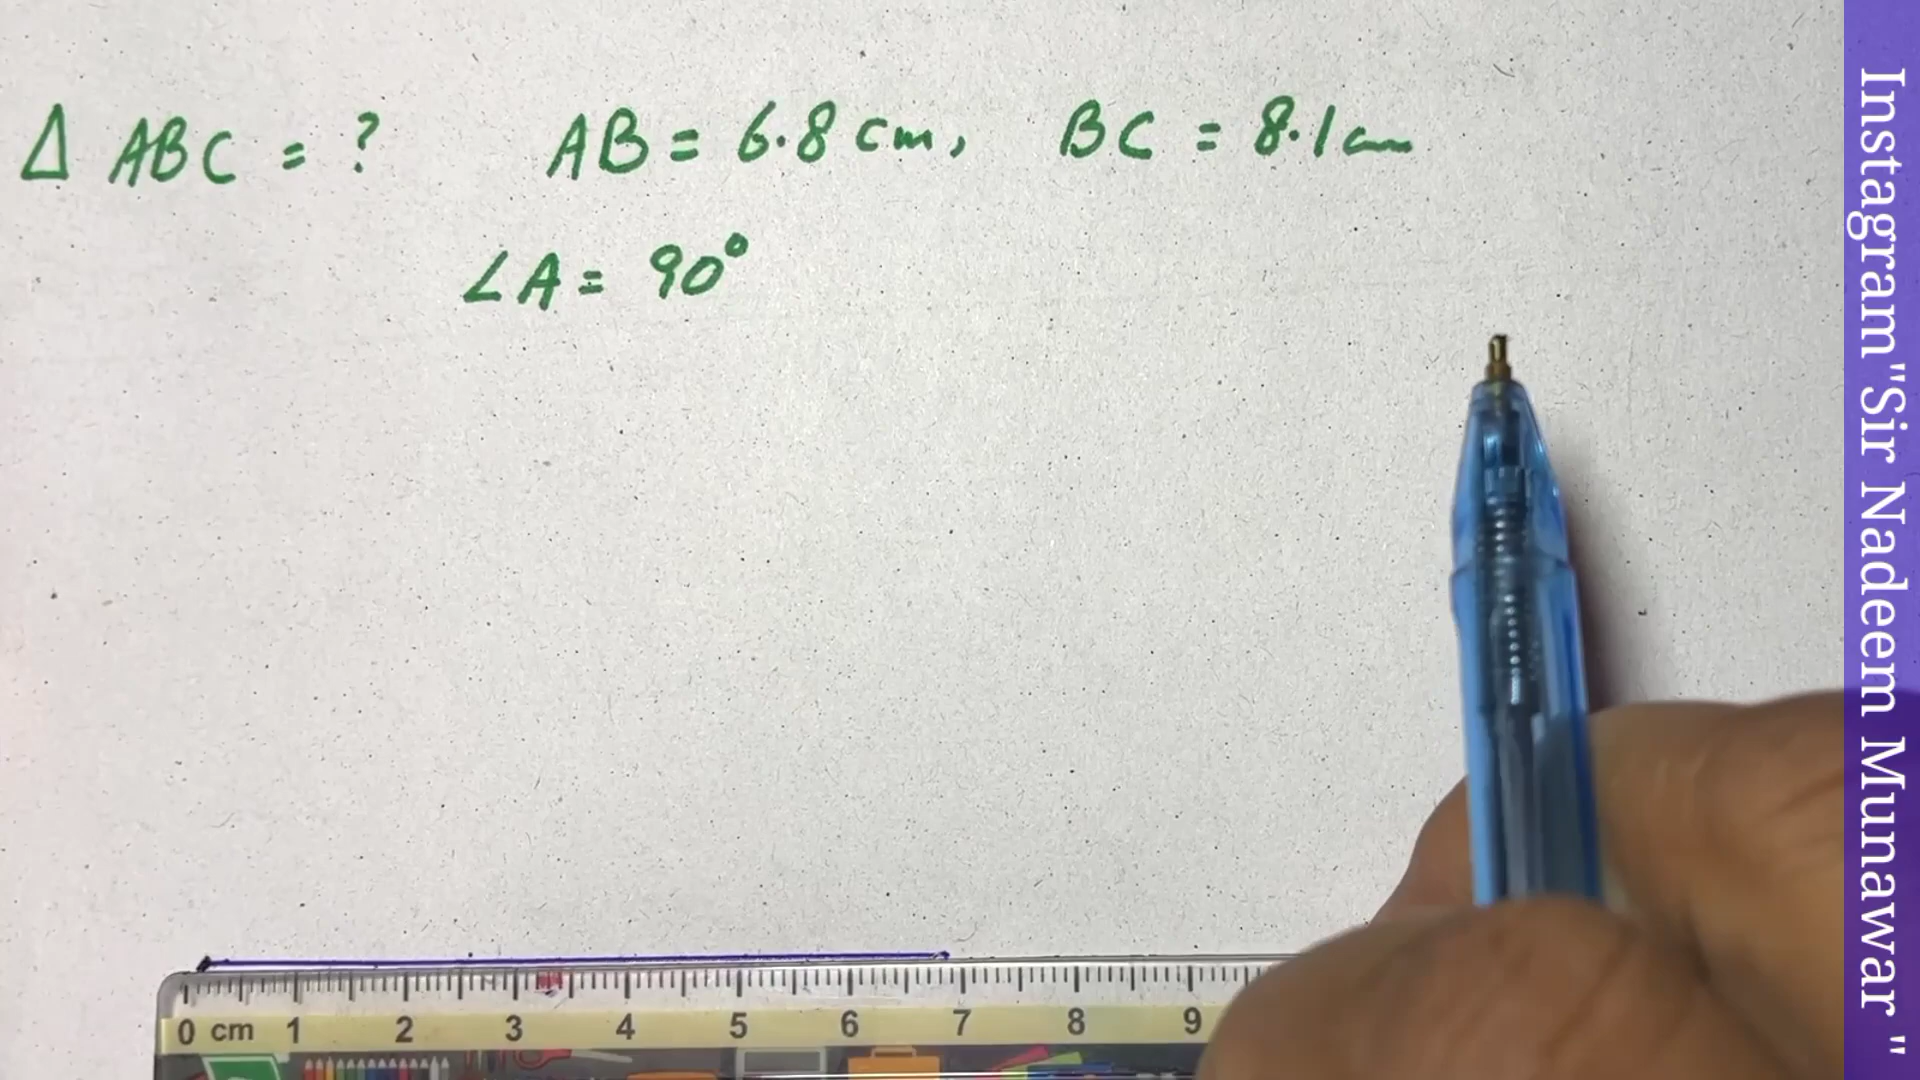 Δ ABC = ? AB = 6.8 cm, BC = 8.1 cm
∠A = 90°
0 cm 1 2 3 4 5 6 7 8 9
Instagram"Sir Nadeem Munawar"